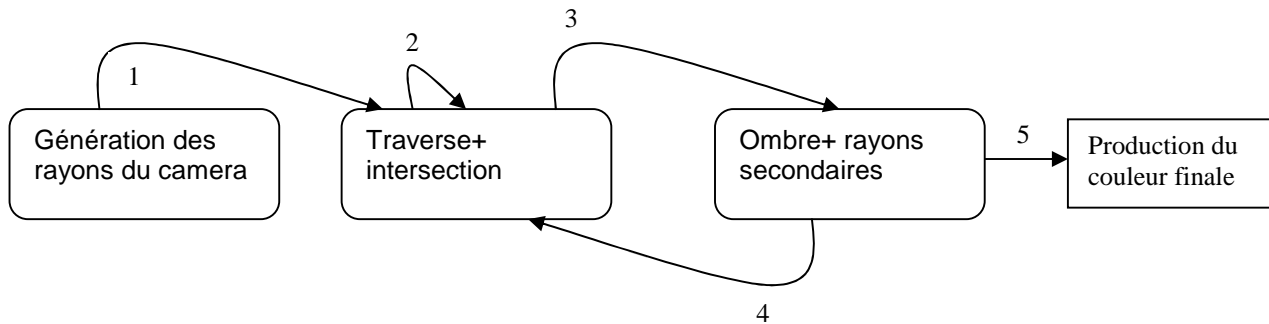 1
2
3
Génération des
rayons du camera
Traverse+
intersection
Ombre+ rayons
secondaires
5
Production du
couleur finale
4